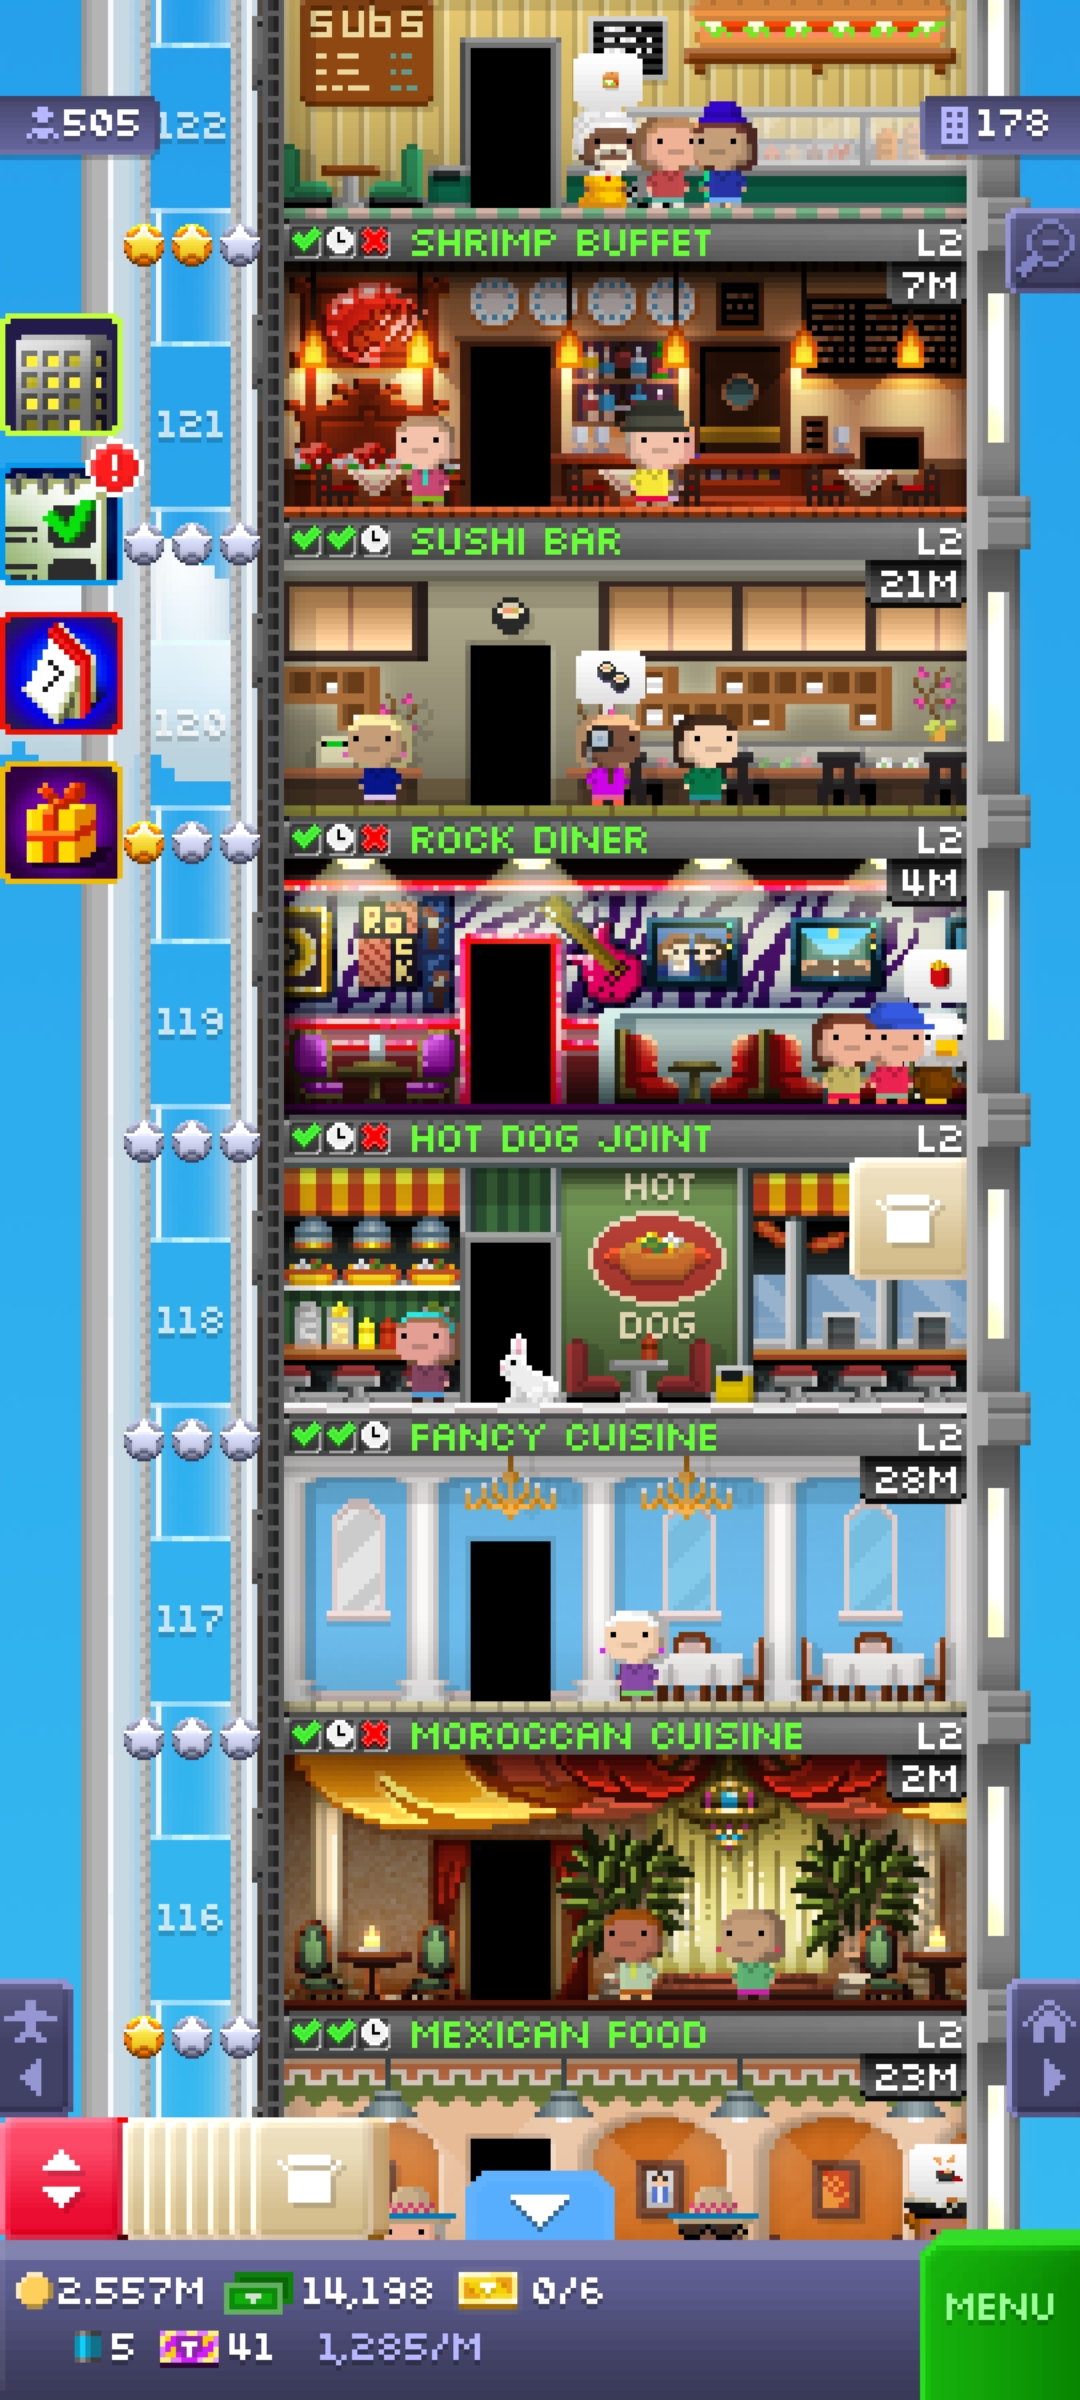 SUBS
505
122
178
SHRIMP BUFFET L2
7M
121
SUSHI BAR L2
21M
120
ROCK DINER L2
4M
ROCK
119
HOT DOG JOINT L2
HOT
DOG
118
FANCY CUISINE L2
28M
117
MOROCCAN CUISINE L2
2M
116
MEXICAN FOOD L2
23M
2.557M 14,198 0/6
MENU
5 T 41 1,285/M